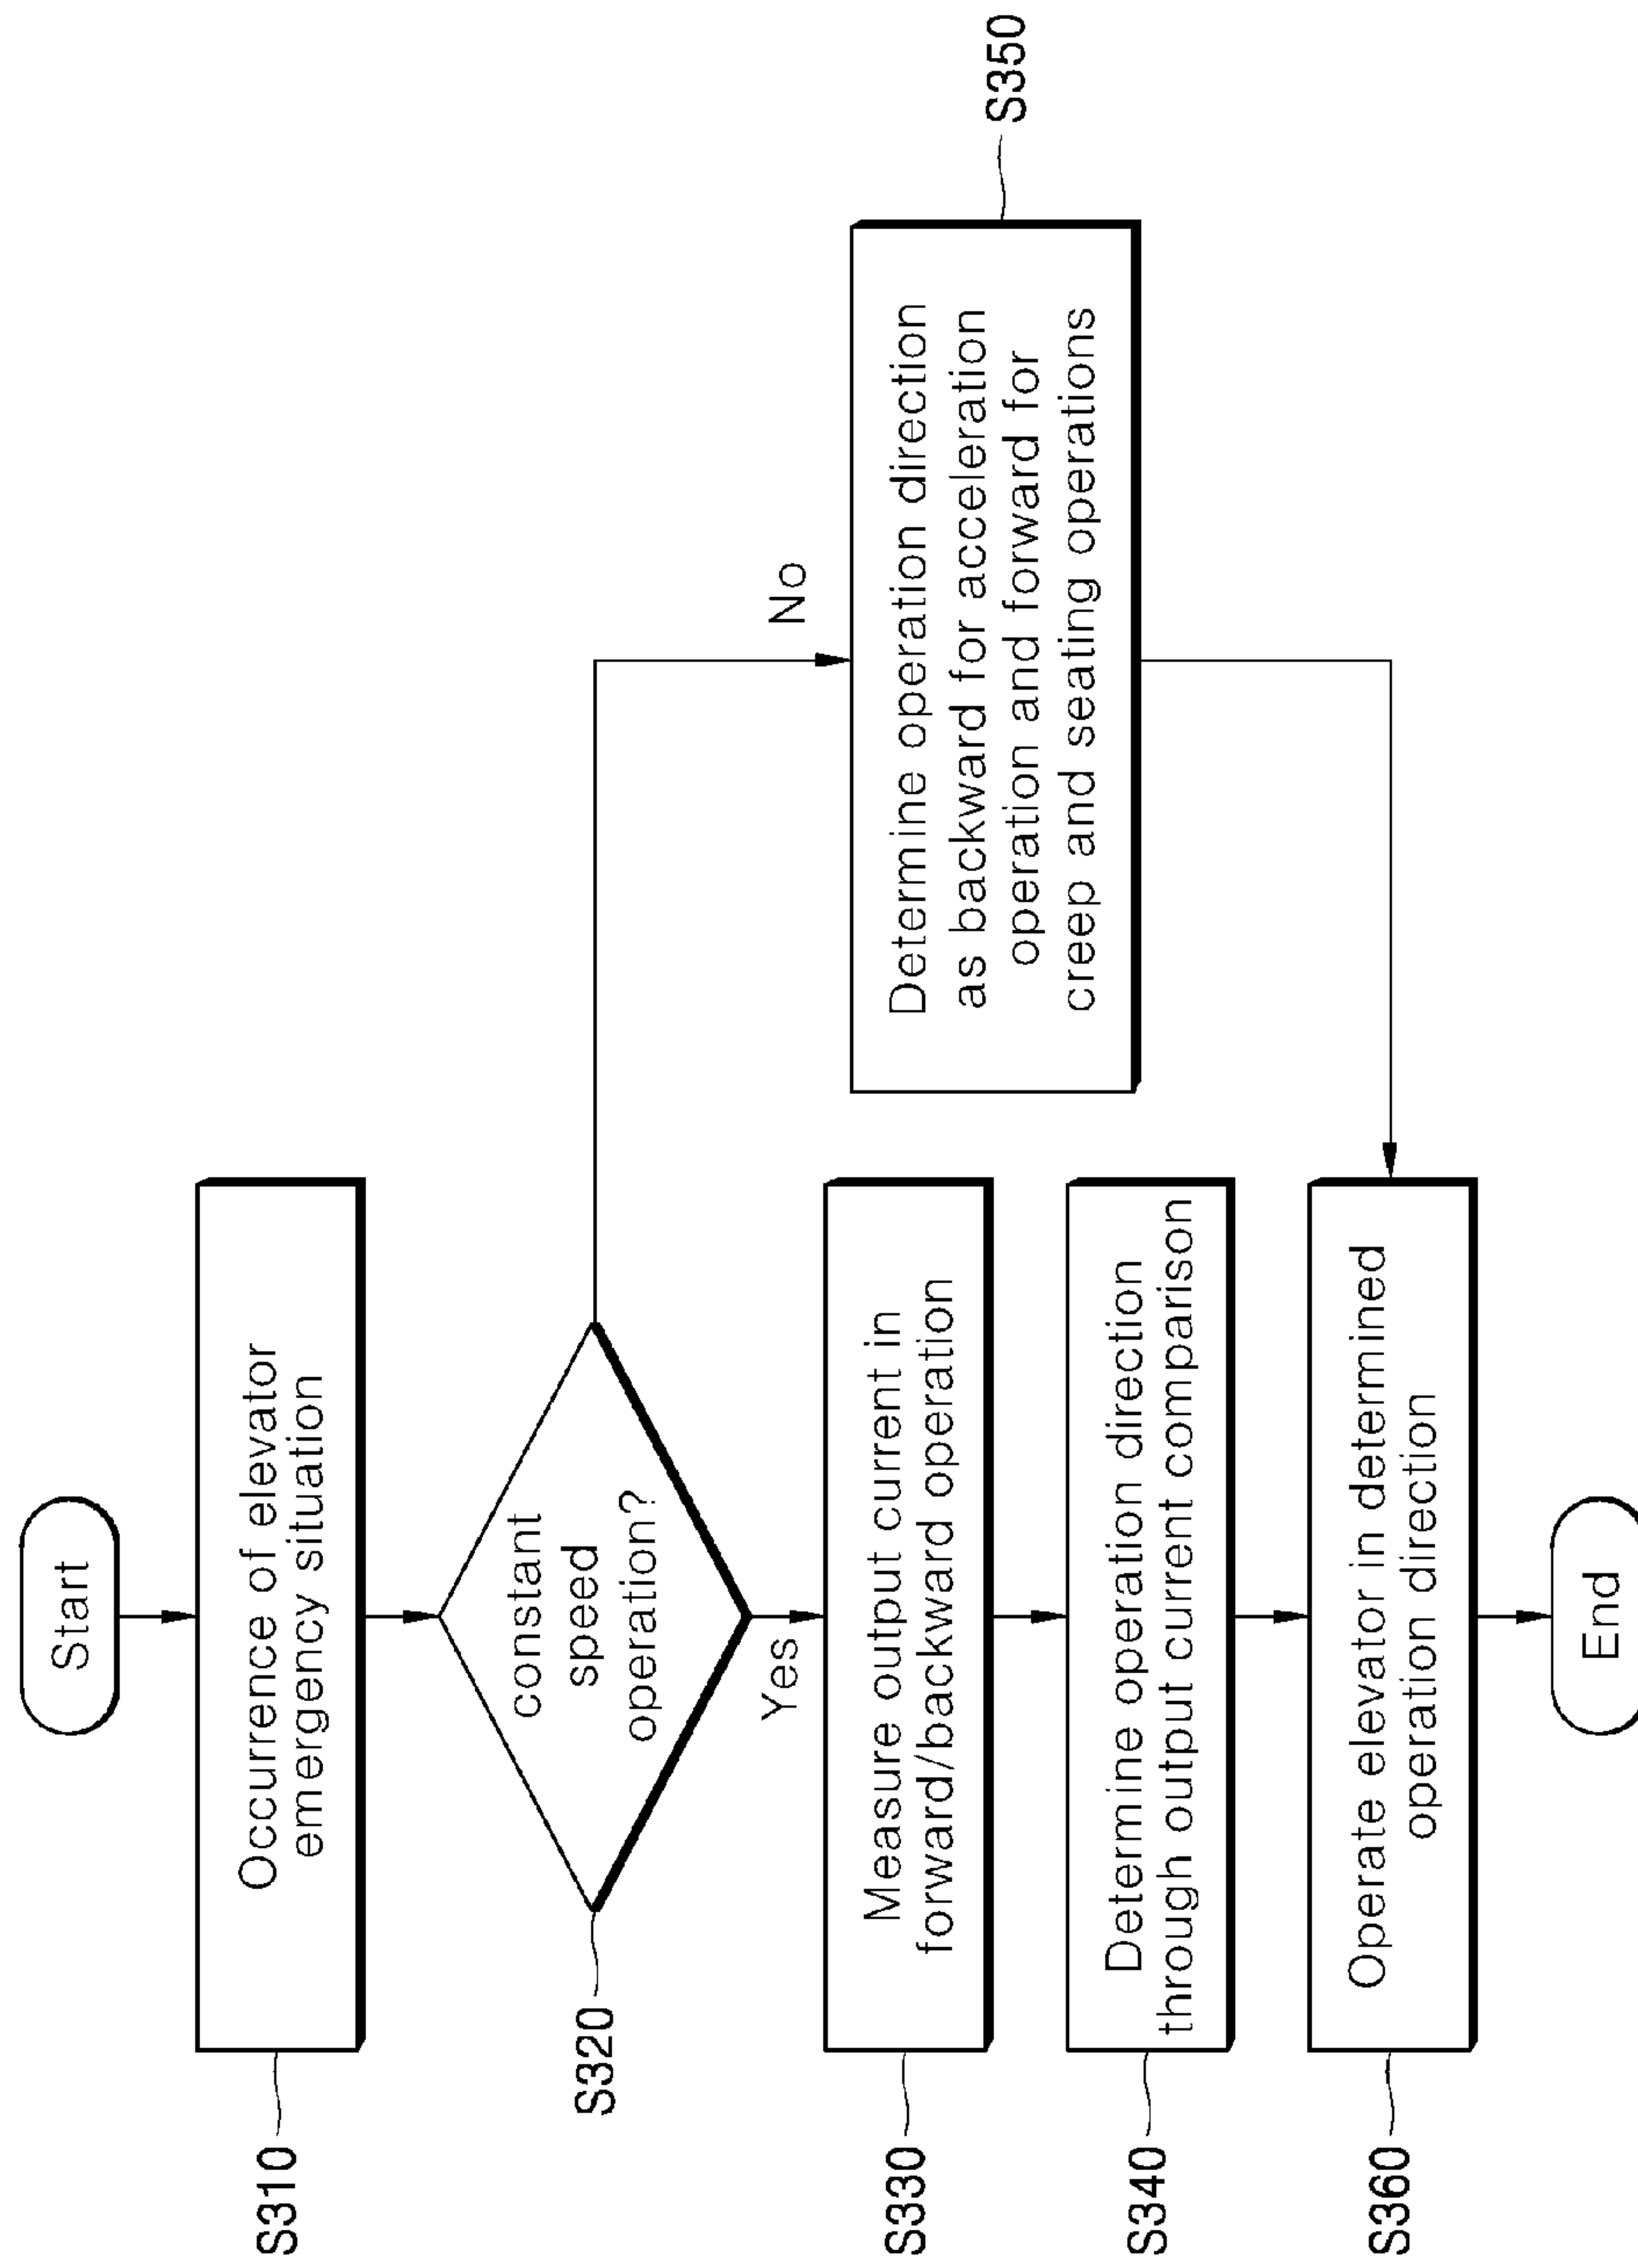 Start
Occurrence of elevator
emergency situation
S310
constant
speed
operation?
S320
Yes
No
Measure output current in
forward/backward operation
S330
Determine operation direction
through output current comparison
S340
Determine operation direction
as backward for acceleration
operation and forward for
creep and seating operations
S350
Operate elevator in determined
operation direction
S360
End